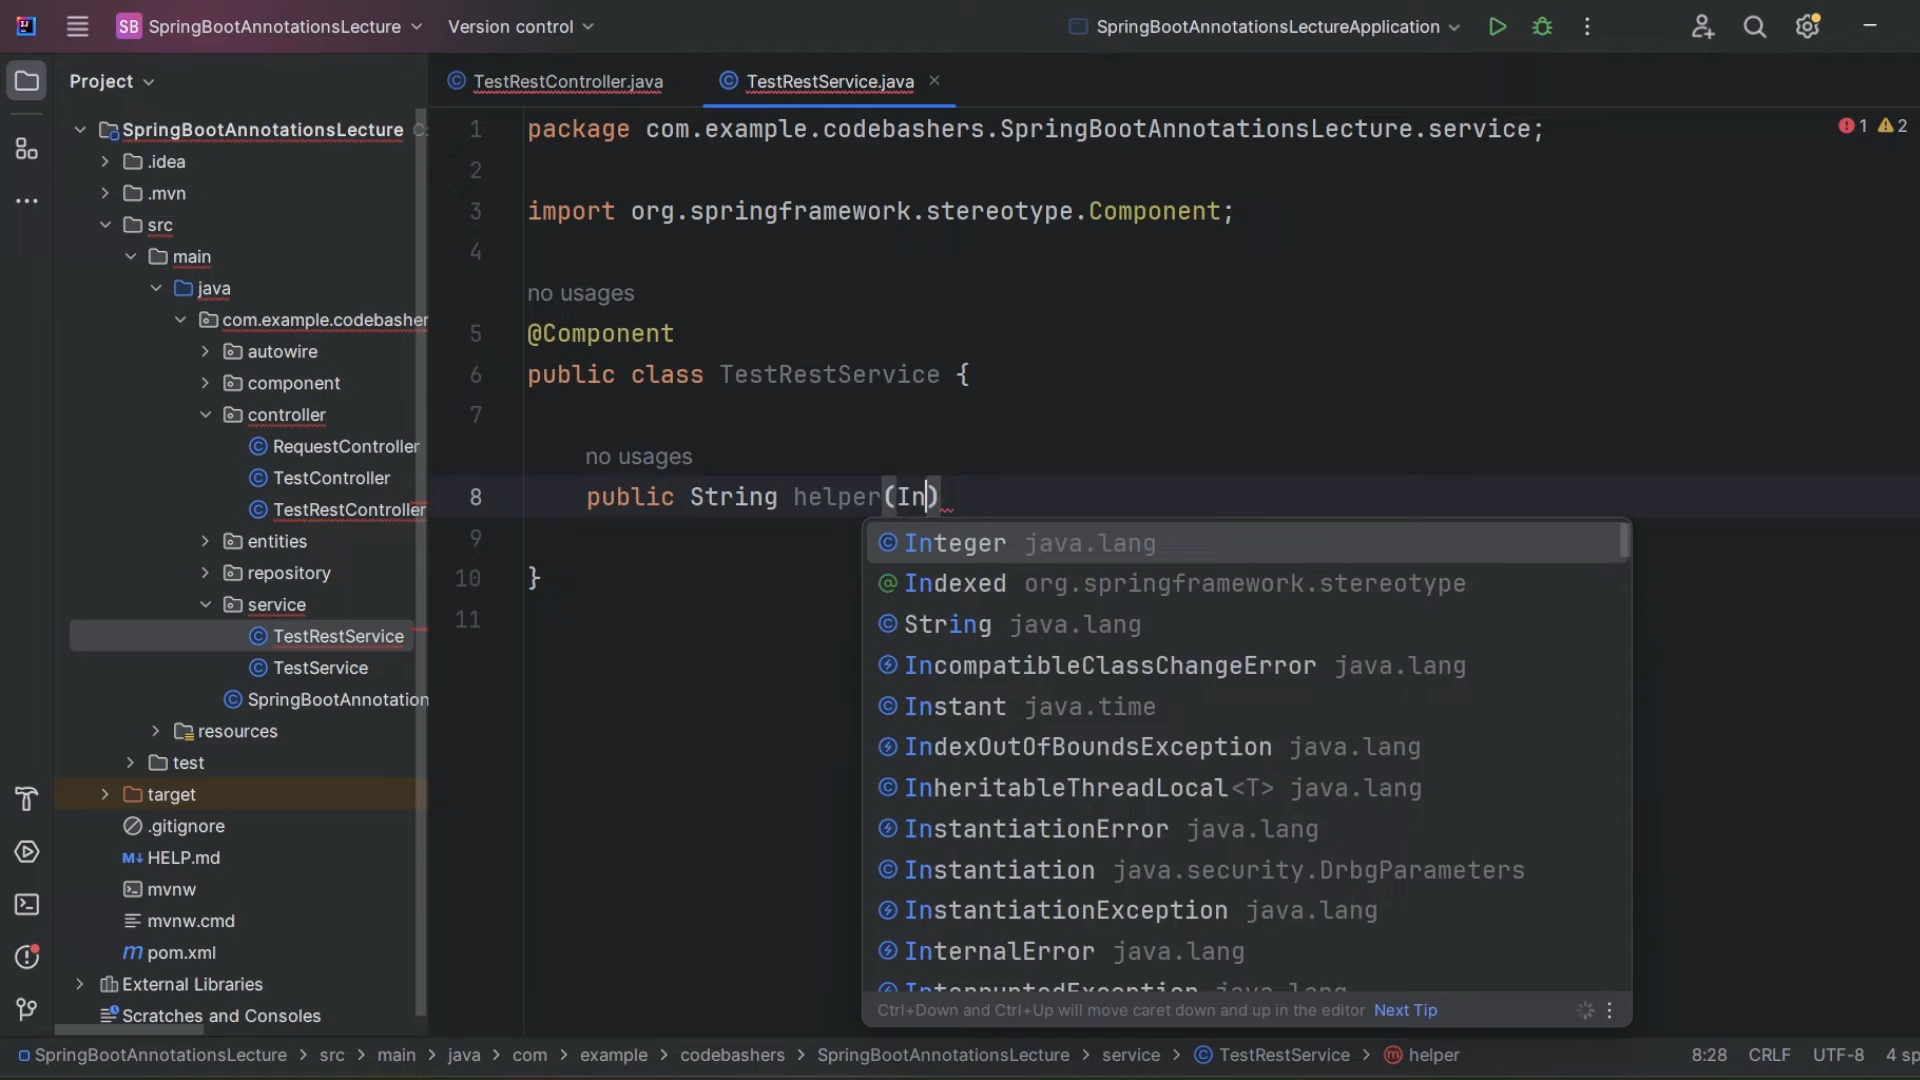 SB SpringBootAnnotationsLecture Version control SpringBootAnnotationsLectureApplication
Project
SpringBootAnnotationsLecture C:
.idea
.mvn
src
main
java
com.example.codebasher
autowire
component
controller
RequestController
TestController
TestRestController
entities
repository
service
TestRestService
TestService
SpringBootAnnotation
resources
test
target
.gitignore
M↓ HELP.md
mvnw
mvnw.cmd
m pom.xml
External Libraries
Scratches and Consoles
TestRestController.java TestRestService.java
1 package com.example.codebashers.SpringBootAnnotationsLecture.service; 1 2
2
3 import org.springframework.stereotype.Component;
4
no usages
5 @Component
6 public class TestRestService {
7
no usages
8 public String helper(In)
9
10 }
11
Integer java.lang
Indexed org.springframework.stereotype
String java.lang
IncompatibleClassChangeError java.lang
Instant java.time
IndexOutOfBoundsException java.lang
InheritableThreadLocal<T> java.lang
InstantiationError java.lang
Instantiation java.security.DrbgParameters
InstantiationException java.lang
InternalError java.lang
InterruptedException java.lang
Ctrl+Down and Ctrl+Up will move caret down and up in the editor Next Tip
SpringBootAnnotationsLecture > src > main > java > com > example > codebashers > SpringBootAnnotationsLecture > service > TestRestService > helper 8:28 CRLF UTF-8 4 sp